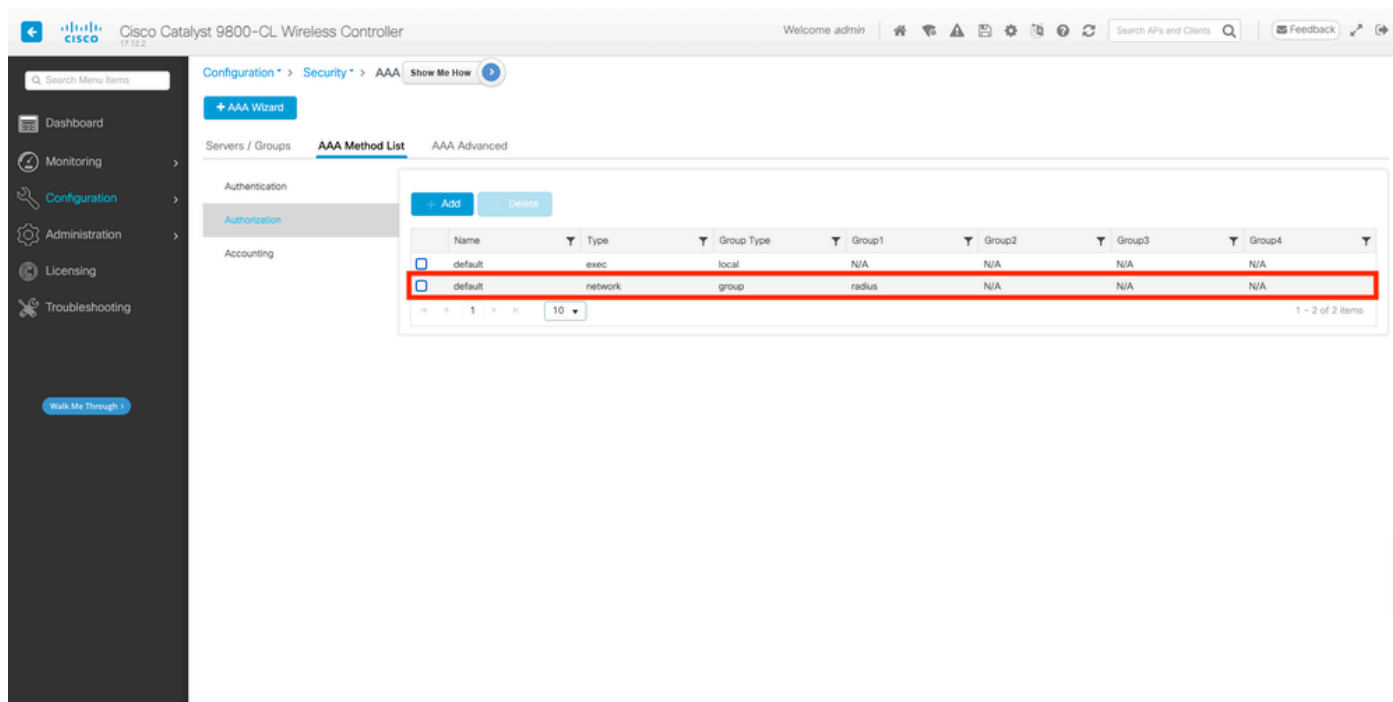 CISCO
Cisco Catalyst 9800-CL Wireless Controller
17.12.2
Welcome admin
Search APs and Clients
Feedback
Search Menu Items
Dashboard
Monitoring
Configuration
Administration
Licensing
Troubleshooting
Walk Me Through >
Configuration > Security > AAA Show Me How
+ AAA Wizard
Servers / Groups AAA Method List AAA Advanced
Authentication
Authorization
Accounting
+ Add × Delete
Name Type Group Type Group1 Group2 Group3 Group4
default exec local N/A N/A N/A N/A
default network group radius N/A N/A N/A
1 10 1 - 2 of 2 items